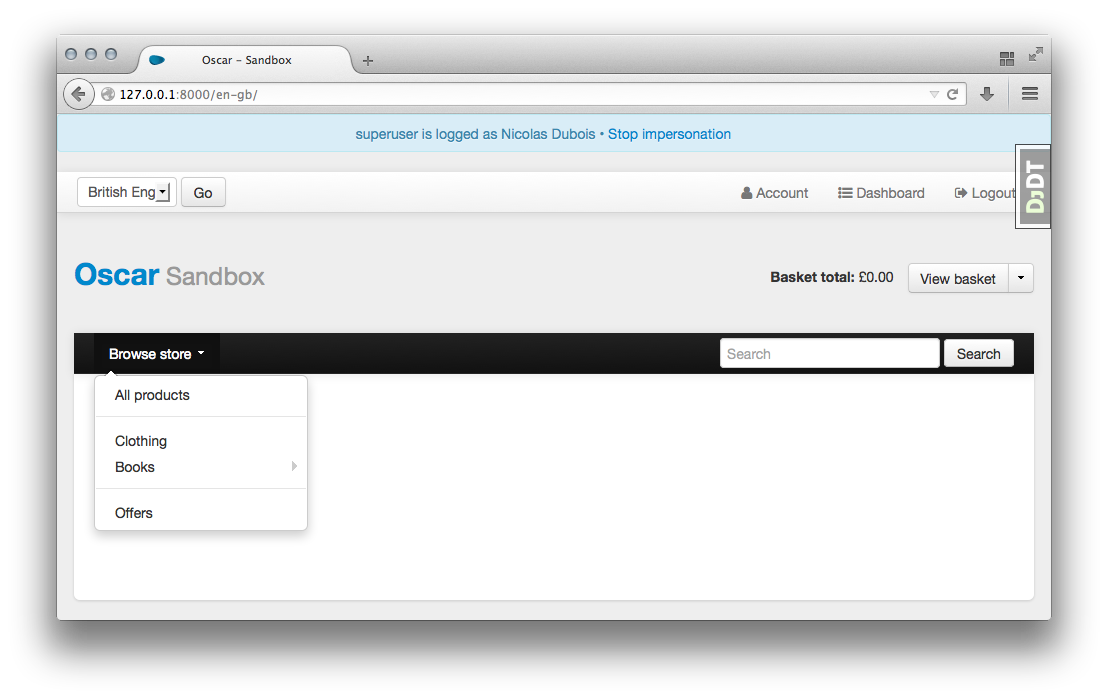 Oscar – Sandbox
127.0.0.1:8000/en-gb/
superuser is logged as Nicolas Dubois • Stop impersonation
British Eng Go Account Dashboard Logout
DJDT
Oscar Sandbox Basket total: £0.00 View basket
Browse store Search Search
All products
Clothing
Books
Offers